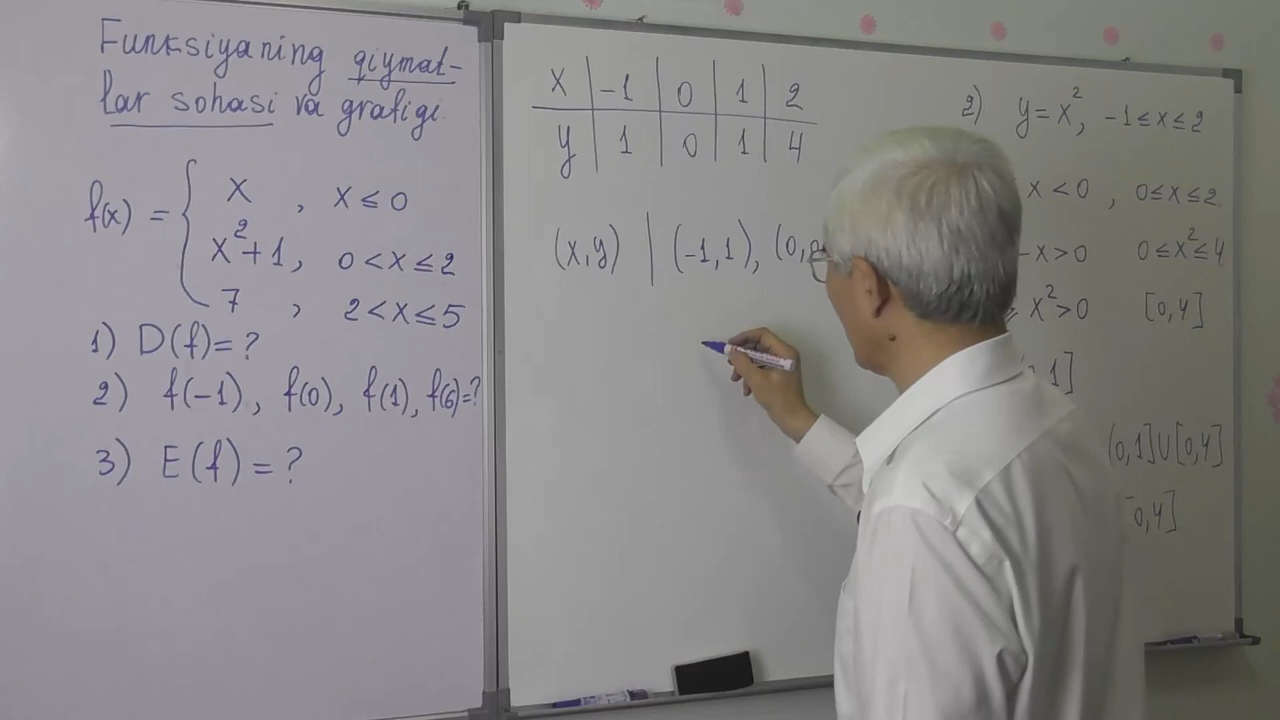 Funksiyaning qiymat-
lar sohasi va grafigi.
f(x) = { x , x ≤ 0
x²+1, 0 < x ≤ 2
7 , 2 < x ≤ 5
1) D(f) = ?
2) f(-1), f(0), f(1), f(6)=?
3) E(f) = ?
x | -1 | 0 | 1 | 2
y | 1 | 0 | 1 | 4
(x,y) | (-1,1), (0,
2) y = x², -1 ≤ x ≤ 2
x < 0 , 0 ≤ x ≤ 2
-x > 0 0 ≤ x² ≤ 4
x² > 0 [0,4]
1]
(0,1]U[0,4]
0,4]